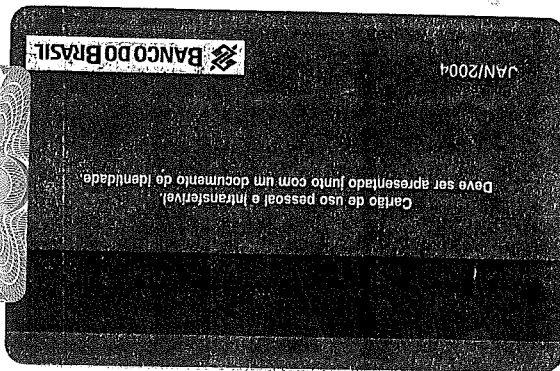 Cartão de uso pessoal e intransferível.
Deve ser apresentado junto com um documento de identidade.
JAN/2004
BANCO DO BRASIL